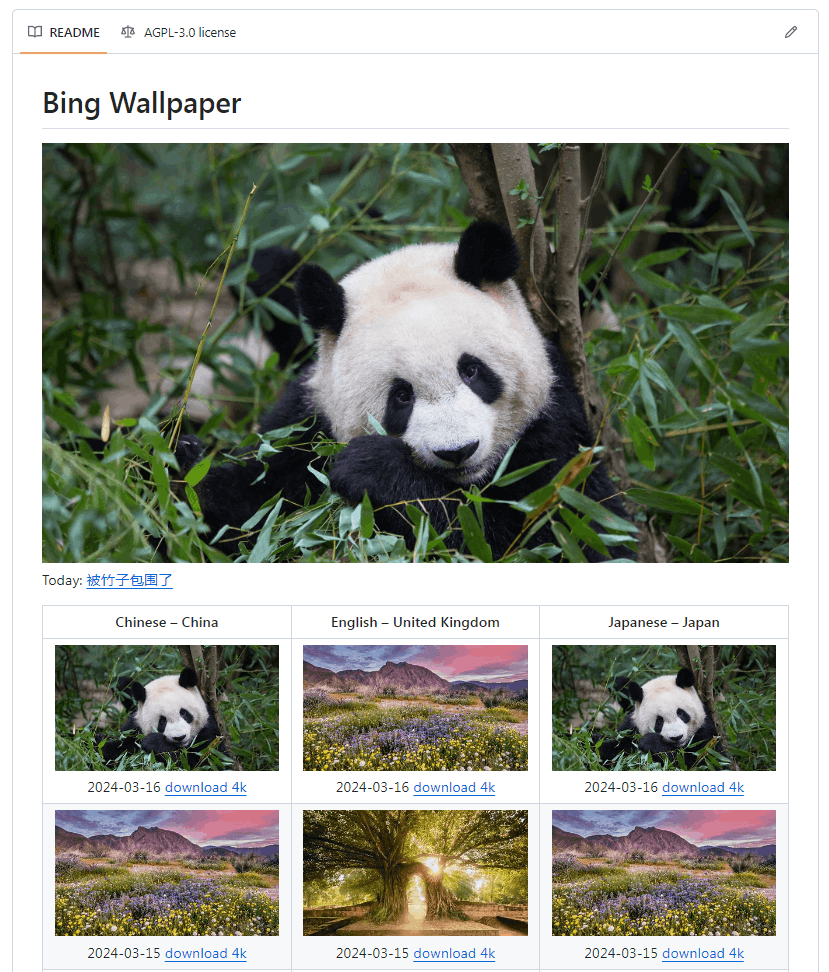 README AGPL-3.0 license
Bing Wallpaper
Today: 被竹子包围了
Chinese – China English – United Kingdom Japanese – Japan
2024-03-16 download 4k 2024-03-16 download 4k 2024-03-16 download 4k
2024-03-15 download 4k 2024-03-15 download 4k 2024-03-15 download 4k